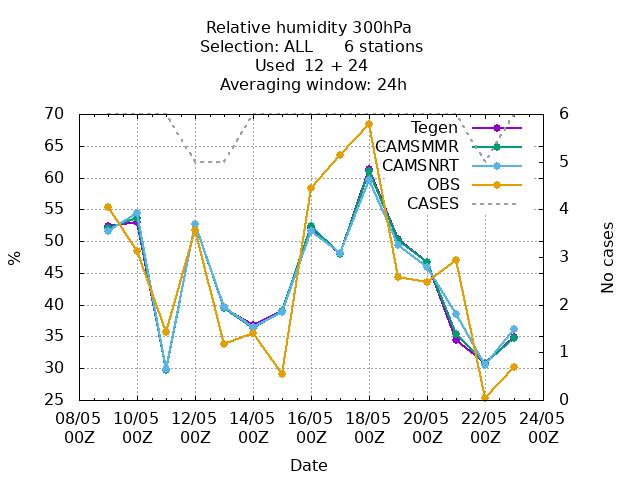 Relative humidity 300hPa
Selection: ALL 6 stations
Used 12 + 24
Averaging window: 24h
70
65
60
55
50
45
40
35
30
25
%
6
5
4
3
2
1
0
No cases
Tegen
CAMSMMR
CAMSNRT
OBS
CASES
08/05 10/05 12/05 14/05 16/05 18/05 20/05 22/05 24/05
00Z 00Z 00Z 00Z 00Z 00Z 00Z 00Z 00Z
Date